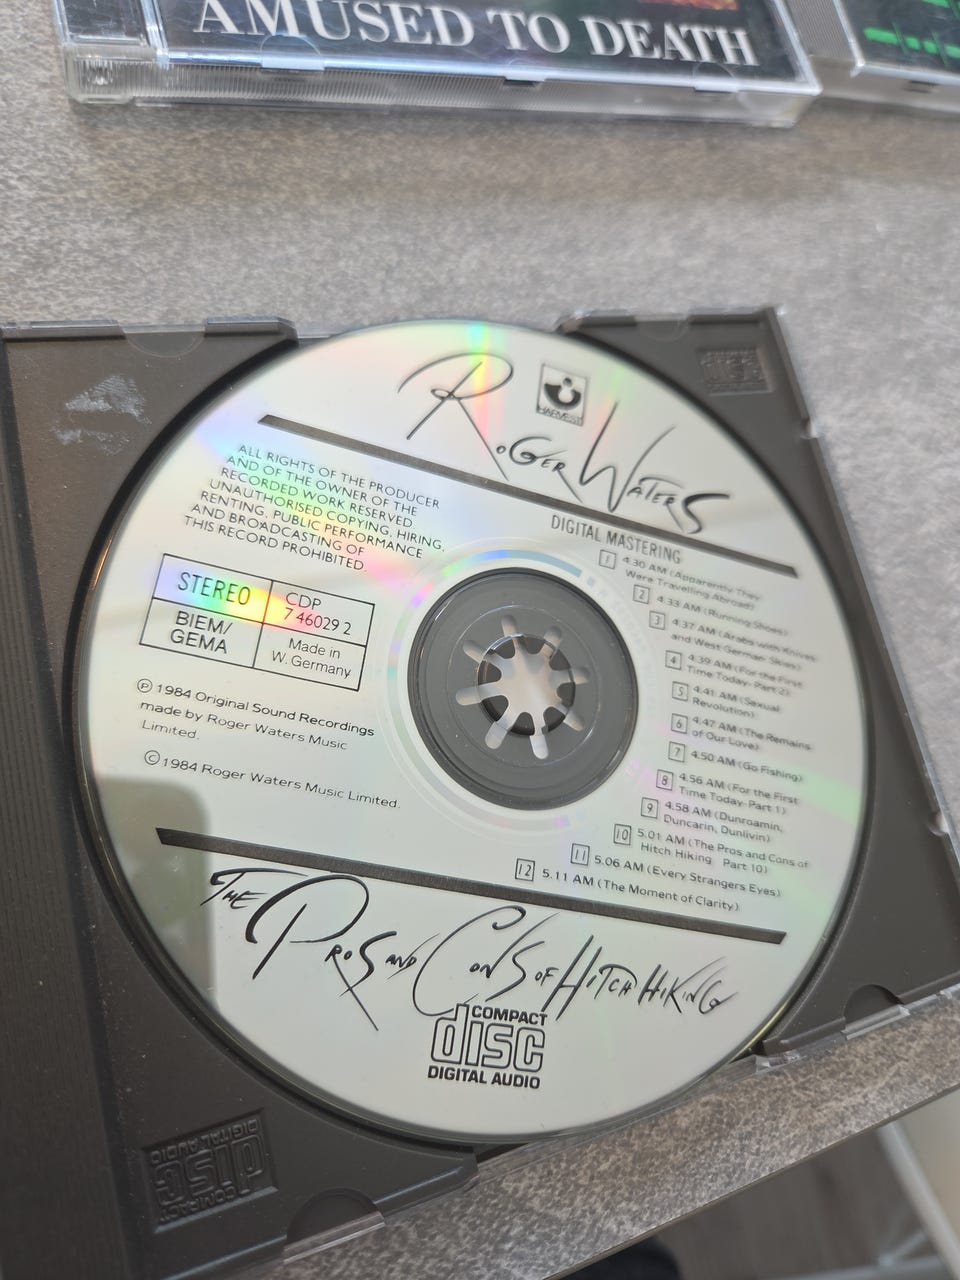 AMUSED TO DEATH
ROGER WATERS
HARVEST
DIGITAL MASTERING
ALL RIGHTS OF THE PRODUCER
AND OF THE OWNER OF THE
RECORDED WORK RESERVED
UNAUTHORISED COPYING, HIRING,
RENTING, PUBLIC PERFORMANCE
AND BROADCASTING OF
THIS RECORD PROHIBITED.
STEREO
CDP
7 46029 2
BIEM/
GEMA
Made in
W. Germany
Ⓟ 1984 Original Sound Recordings
made by Roger Waters Music
Limited.
© 1984 Roger Waters Music Limited.
1 4.30 AM (Apparently They
Were Travelling Abroad)
2 4.33 AM (Running Shoes)
3 4.37 AM (Arabs with Knives
and West German Skies)
4 4.39 AM (For the First
Time Today-Part 2)
5 4.41 AM (Sexual
Revolution)
6 4.47 AM (The Remains
of Our Love)
7 4.50 AM (Go Fishing)
8 4.56 AM (For the First
Time Today-Part 1)
9 4.58 AM (Dunroamin,
Duncarin, Dunlivin)
10 5.01 AM (The Pros and Cons of
Hitch Hiking Part 10)
11 5.06 AM (Every Strangers Eyes)
12 5.11 AM (The Moment of Clarity)
THE PROS AND CONS OF HITCH HIKING
COMPACT
disc
DIGITAL AUDIO
COMPACT
disc
DIGITAL AUDIO